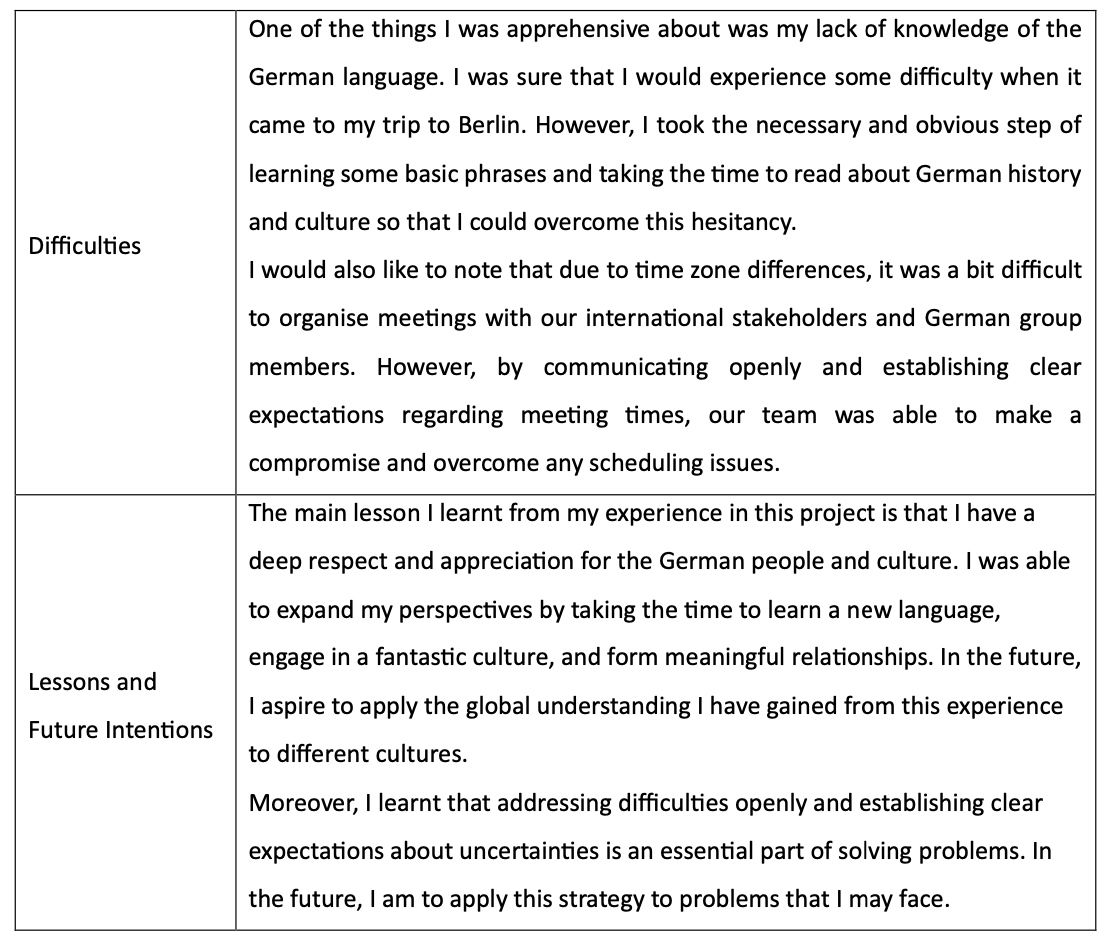 Difficulties
One of the things I was apprehensive about was my lack of knowledge of the
German language. I was sure that I would experience some difficulty when it
came to my trip to Berlin. However, I took the necessary and obvious step of
learning some basic phrases and taking the time to read about German history
and culture so that I could overcome this hesitancy.
I would also like to note that due to time zone differences, it was a bit difficult
to organise meetings with our international stakeholders and German group
members. However, by communicating openly and establishing clear
expectations regarding meeting times, our team was able to make a
compromise and overcome any scheduling issues.
Lessons and
Future Intentions
The main lesson I learnt from my experience in this project is that I have a
deep respect and appreciation for the German people and culture. I was able
to expand my perspectives by taking the time to learn a new language,
engage in a fantastic culture, and form meaningful relationships. In the future,
I aspire to apply the global understanding I have gained from this experience
to different cultures.
Moreover, I learnt that addressing difficulties openly and establishing clear
expectations about uncertainties is an essential part of solving problems. In
the future, I am to apply this strategy to problems that I may face.